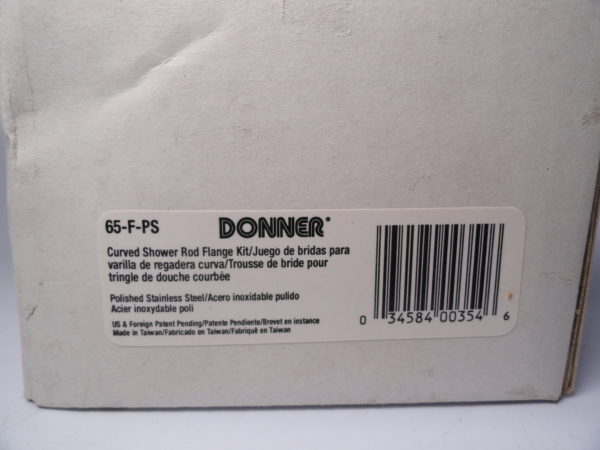 65-F-PS
DONNER®
Curved Shower Rod Flange Kit/Juego de bridas para
varilla de regadera curva/Trousse de bride pour
tringle de douche courbée
Polished Stainless Steel/Acero inoxidable pulido
Acier inoxydable poli
US & Foreign Patent Pending/Patente Pendiente/Brevet en instance
Made in Taiwan/Fabricado en Taiwan/Fabriqué en Taiwan
0 34584 00354 6